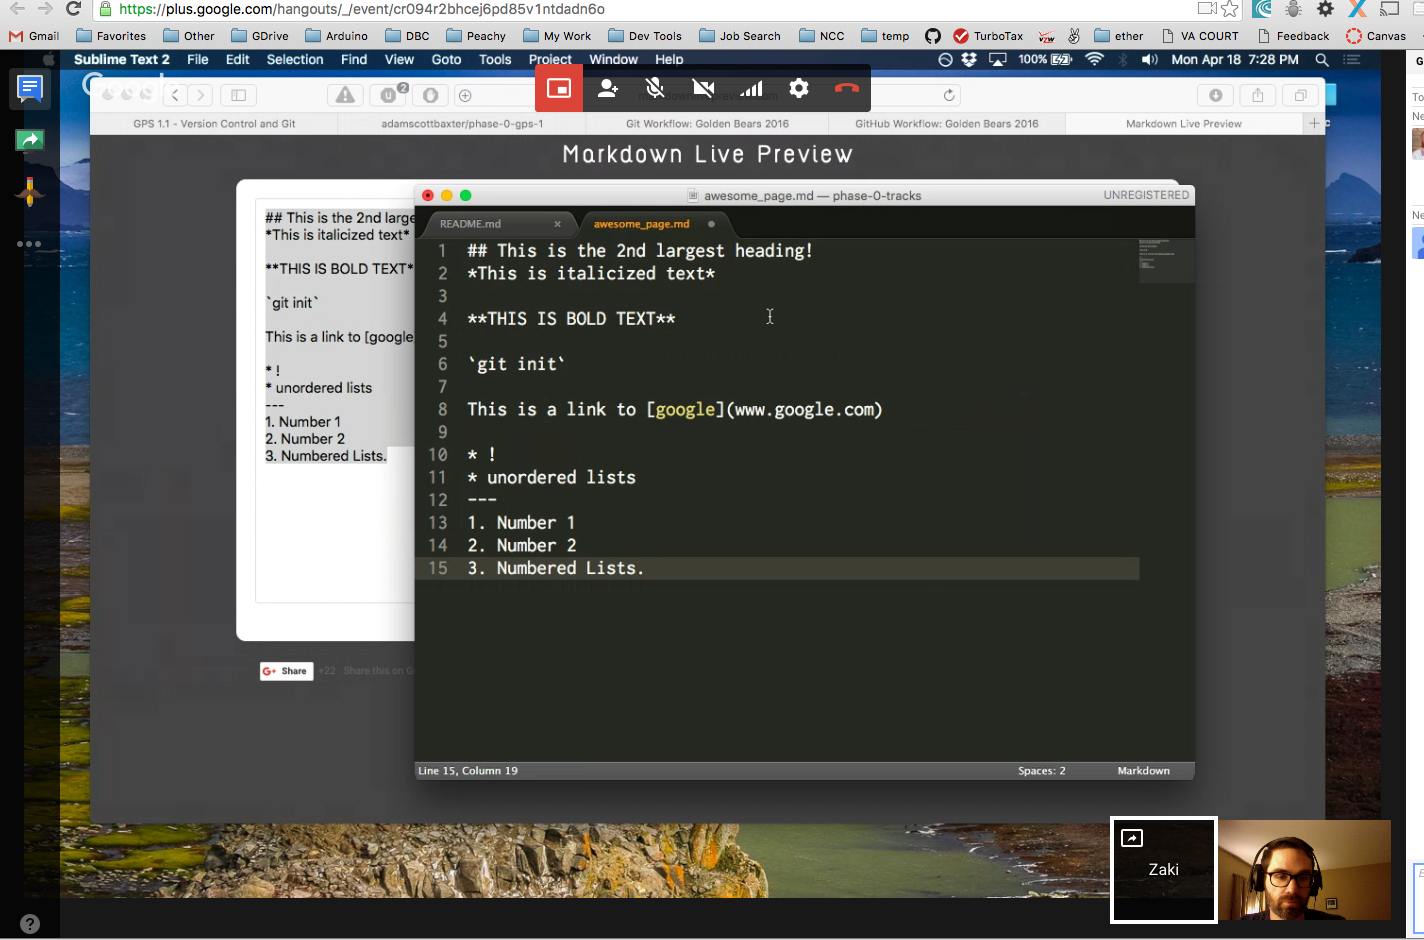 https://plus.google.com/hangouts/_/event/cr094r2bhcej6pd85v1ntdadn6o
Gmail Favorites Other GDrive Arduino DBC Peachy My Work Dev Tools Job Search NCC temp TurboTax vzw ether VA COURT Feedback Canvas
Sublime Text 2 File Edit Selection Find View Goto Tools Project Window Help 100% Mon Apr 18 7:28 PM
2
GPS 1.1 - Version Control and Git adamscottbaxter/phase-0-gps-1 Git Workflow: Golden Bears 2016 GitHub Workflow: Golden Bears 2016 Markdown Live Preview
Markdown Live Preview
## This is the 2nd large
*This is italicized text*
**THIS IS BOLD TEXT*
`git init`
This is a link to [google]
* !
* unordered lists
---
1. Number 1
2. Number 2
3. Numbered Lists.
G+ Share +22 Share this on G
awesome_page.md — phase-0-tracks UNREGISTERED
README.md × awesome_page.md
1 ## This is the 2nd largest heading!
2 *This is italicized text*
3
4 **THIS IS BOLD TEXT**
5
6 `git init`
7
8 This is a link to [google](www.google.com)
9
10 * !
11 * unordered lists
12 ---
13 1. Number 1
14 2. Number 2
15 3. Numbered Lists.
Line 15, Column 19 Spaces: 2 Markdown
Zaki
?